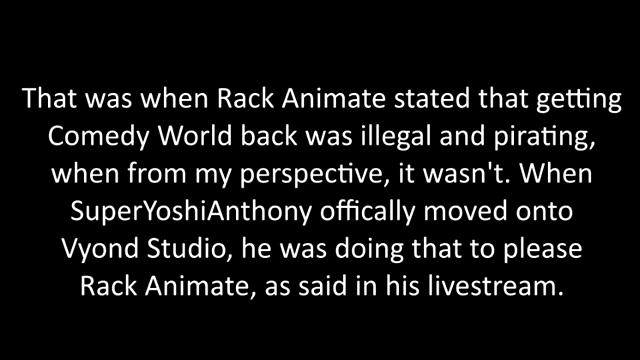 That was when Rack Animate stated that getting
Comedy World back was illegal and pirating,
when from my perspective, it wasn't. When
SuperYoshiAnthony offically moved onto
Vyond Studio, he was doing that to please
Rack Animate, as said in his livestream.